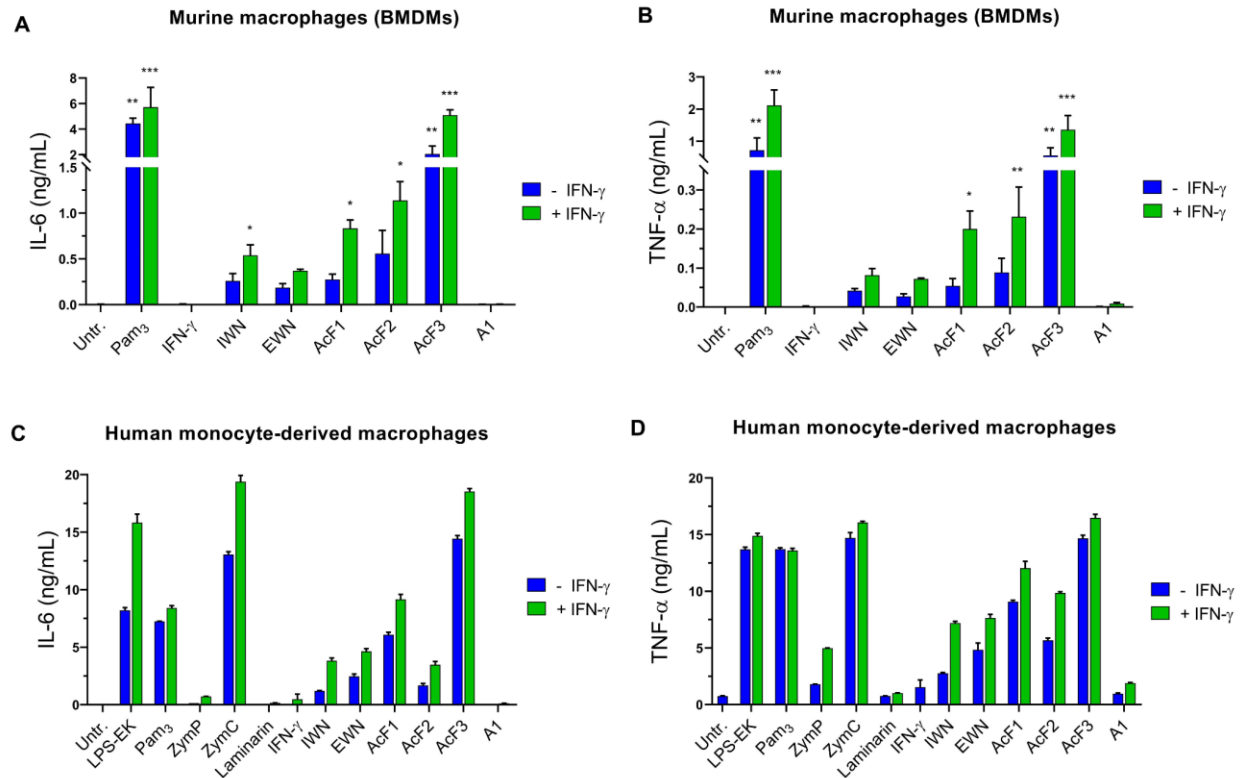 A
Murine macrophages (BMDMs)
IL-6 (ng/mL)
8
6
4
2
1.5
1.0
0.5
0.0
** *** * * * ** ***
Untr. Pam₃ IFN-γ IWN EWN AcF1 AcF2 AcF3 A1
- IFN-γ
+ IFN-γ
B
Murine macrophages (BMDMs)
TNF-α (ng/mL)
3
2
1
0.3
0.2
0.1
0.0
** *** * ** ** ***
Untr. Pam₃ IFN-γ IWN EWN AcF1 AcF2 AcF3 A1
- IFN-γ
+ IFN-γ
C
Human monocyte-derived macrophages
IL-6 (ng/mL)
20
15
10
5
0
Untr. LPS-EK Pam₃ ZymP ZymC Laminarin IFN-γ IWN EWN AcF1 AcF2 AcF3 A1
- IFN-γ
+ IFN-γ
D
Human monocyte-derived macrophages
TNF-α (ng/mL)
20
15
10
5
0
Untr. LPS-EK Pam₃ ZymP ZymC Laminarin IFN-γ IWN EWN AcF1 AcF2 AcF3 A1
- IFN-γ
+ IFN-γ